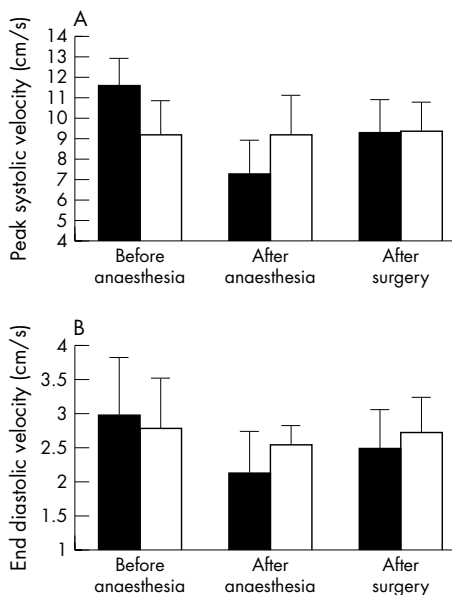 A
Peak systolic velocity (cm/s)
14
13
12
11
10
9
8
7
6
5
4
Before
anaesthesia
After
anaesthesia
After
surgery
B
End diastolic velocity (cm/s)
4
3.5
3
2.5
2
1.5
1
Before
anaesthesia
After
anaesthesia
After
surgery